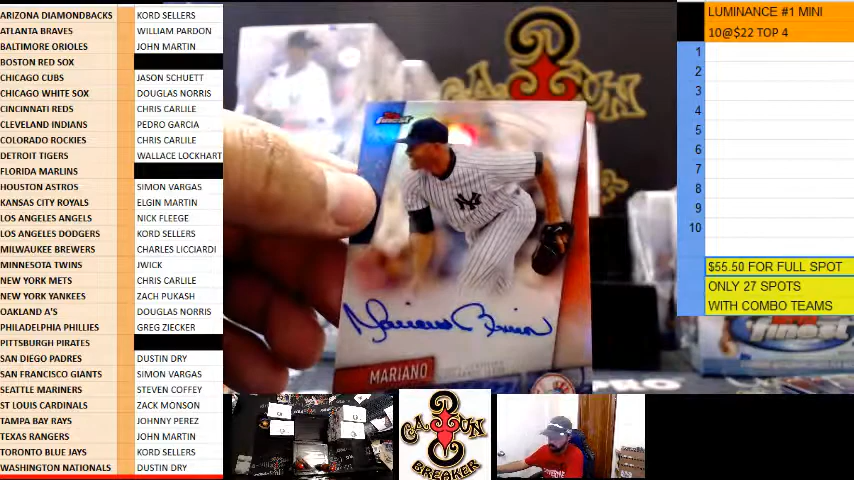 ARIZONA DIAMONDBACKS KORD SELLERS
ATLANTA BRAVES WILLIAM PARDON
BALTIMORE ORIOLES JOHN MARTIN
BOSTON RED SOX
CHICAGO CUBS JASON SCHUETT
CHICAGO WHITE SOX DOUGLAS NORRIS
CINCINNATI REDS CHRIS CARLILE
CLEVELAND INDIANS PEDRO GARCIA
COLORADO ROCKIES CHRIS CARLILE
DETROIT TIGERS WALLACE LOCKHART
FLORIDA MARLINS
HOUSTON ASTROS SIMON VARGAS
KANSAS CITY ROYALS ELGIN MARTIN
LOS ANGELES ANGELS NICK FLEEGE
LOS ANGELES DODGERS KORD SELLERS
MILWAUKEE BREWERS CHARLES LICCIARDI
MINNESOTA TWINS JWICK
NEW YORK METS CHRIS CARLILE
NEW YORK YANKEES ZACH PUKASH
OAKLAND A'S DOUGLAS NORRIS
PHILADELPHIA PHILLIES GREG ZIECKER
PITTSBURGH PIRATES
SAN DIEGO PADRES DUSTIN DRY
SAN FRANCISCO GIANTS SIMON VARGAS
SEATTLE MARINERS STEVEN COFFEY
ST LOUIS CARDINALS ZACK MONSON
TAMPA BAY RAYS JOHNNY PEREZ
TEXAS RANGERS JOHN MARTIN
TORONTO BLUE JAYS KORD SELLERS
WASHINGTON NATIONALS DUSTIN DRY
finest
NY
Mariano Rivera
MARIANO
finest
CAJUN
BREAKER
LUMINANCE #1 MINI
10@$22 TOP 4
1
2
3
4
5
6
7
8
9
10
$55.50 FOR FULL SPOT
ONLY 27 SPOTS
WITH COMBO TEAMS